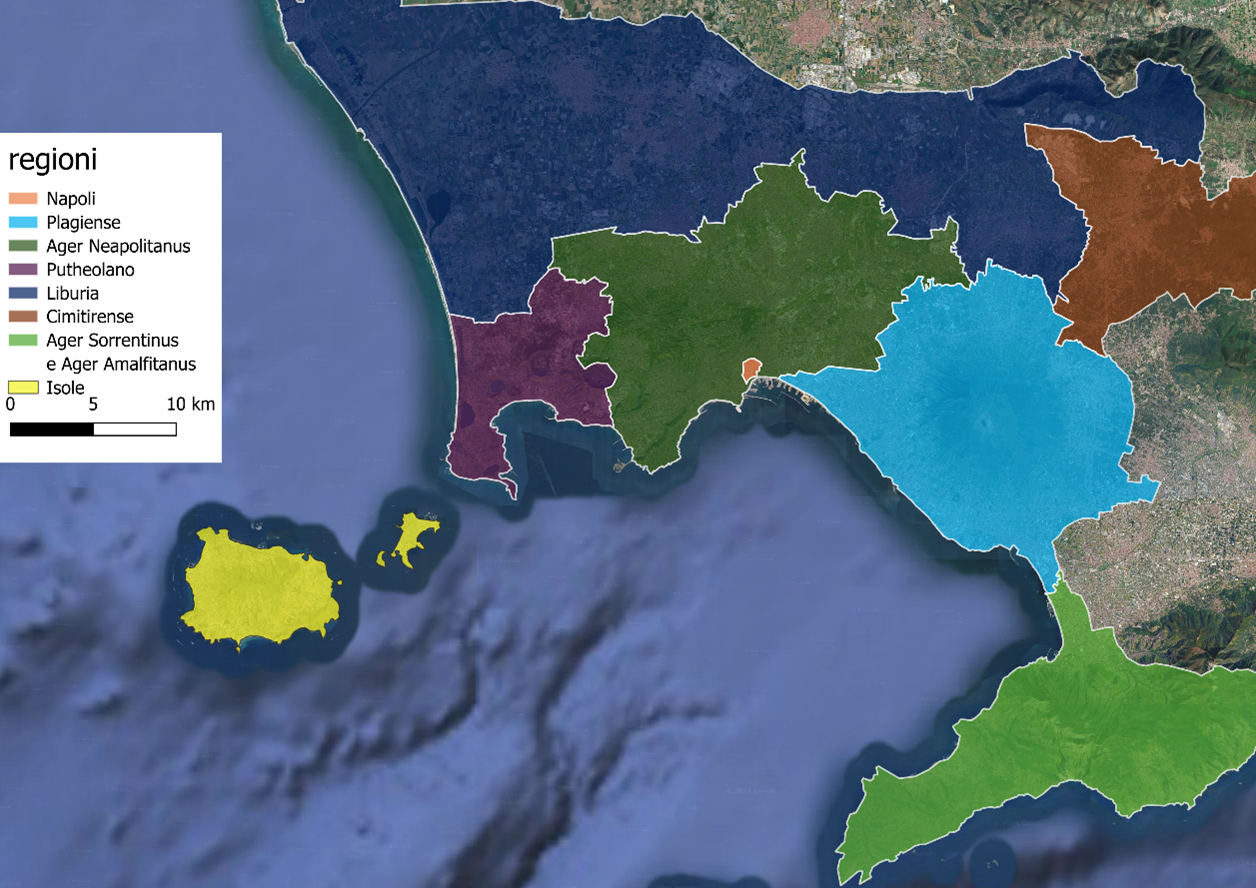 regioni
Napoli
Plagiense
Ager Neapolitanus
Putheolano
Liburia
Cimitirense
Ager Sorrentinus
e Ager Amalfitanus
Isole
0 5 10 km